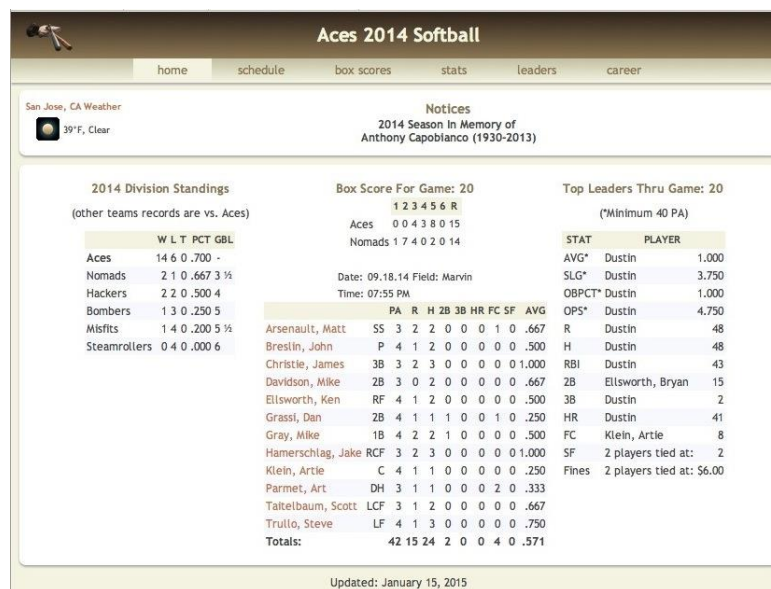 Aces 2014 Softball
home schedule box scores stats leaders career
San Jose, CA Weather
39°F, Clear
Notices
2014 Season In Memory of
Anthony Capobianco (1930-2013)
2014 Division Standings
(other teams records are vs. Aces)
W L T PCT GBL
Aces 14 6 0 .700 -
Nomads 2 1 0 .667 3 ½
Hackers 2 2 0 .500 4
Bombers 1 3 0 .250 5
Misfits 1 4 0 .200 5 ½
Steamrollers 0 4 0 .000 6
Box Score For Game: 20
1 2 3 4 5 6 R
Aces 0 0 4 3 8 0 15
Nomads 1 7 4 0 2 0 14
Date: 09.18.14 Field: Marvin
Time: 07:55 PM
PA R H 2B 3B HR FC SF AVG
Arsenault, Matt SS 3 2 2 0 0 0 1 0 .667
Breslin, John P 4 1 2 0 0 0 0 0 .500
Christie, James 3B 3 2 3 0 0 0 0 0 1.000
Davidson, Mike 2B 3 0 2 0 0 0 0 0 .667
Ellsworth, Ken RF 4 1 2 0 0 0 0 0 .500
Grassi, Dan 2B 4 1 1 1 0 0 1 0 .250
Gray, Mike 1B 4 2 2 1 0 0 0 0 .500
Hamerschlag, Jake RCF 3 2 3 0 0 0 0 0 1.000
Klein, Artie C 4 1 1 0 0 0 0 0 .250
Parmet, Art DH 3 1 1 0 0 0 2 0 .333
Taitelbaum, Scott LCF 3 1 2 0 0 0 0 0 .667
Trullo, Steve LF 4 1 3 0 0 0 0 0 .750
Totals: 42 15 24 2 0 0 4 0 .571
Top Leaders Thru Game: 20
(*Minimum 40 PA)
STAT PLAYER
AVG* Dustin 1.000
SLG* Dustin 3.750
OBPCT* Dustin 1.000
OPS* Dustin 4.750
R Dustin 48
H Dustin 48
RBI Dustin 43
2B Ellsworth, Bryan 15
3B Dustin 2
HR Dustin 41
FC Klein, Artie 8
SF 2 players tied at: 2
Fines 2 players tied at: $6.00
Updated: January 15, 2015